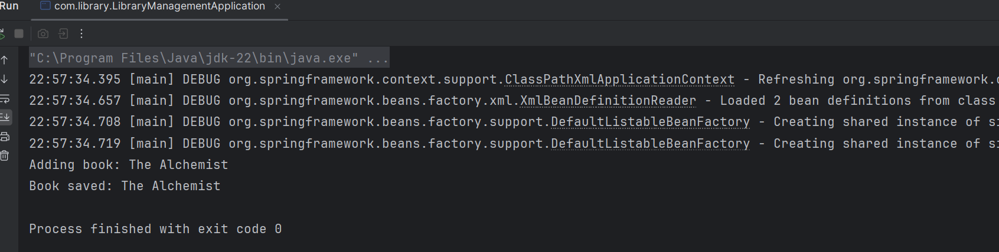 Run com.library.LibraryManagementApplication
"C:\Program Files\Java\jdk-22\bin\java.exe" ...
22:57:34.395 [main] DEBUG org.springframework.context.support.ClassPathXmlApplicationContext - Refreshing org.springframework.
22:57:34.657 [main] DEBUG org.springframework.beans.factory.xml.XmlBeanDefinitionReader - Loaded 2 bean definitions from class
22:57:34.708 [main] DEBUG org.springframework.beans.factory.support.DefaultListableBeanFactory - Creating shared instance of
22:57:34.719 [main] DEBUG org.springframework.beans.factory.support.DefaultListableBeanFactory - Creating shared instance of
Adding book: The Alchemist
Book saved: The Alchemist
Process finished with exit code 0